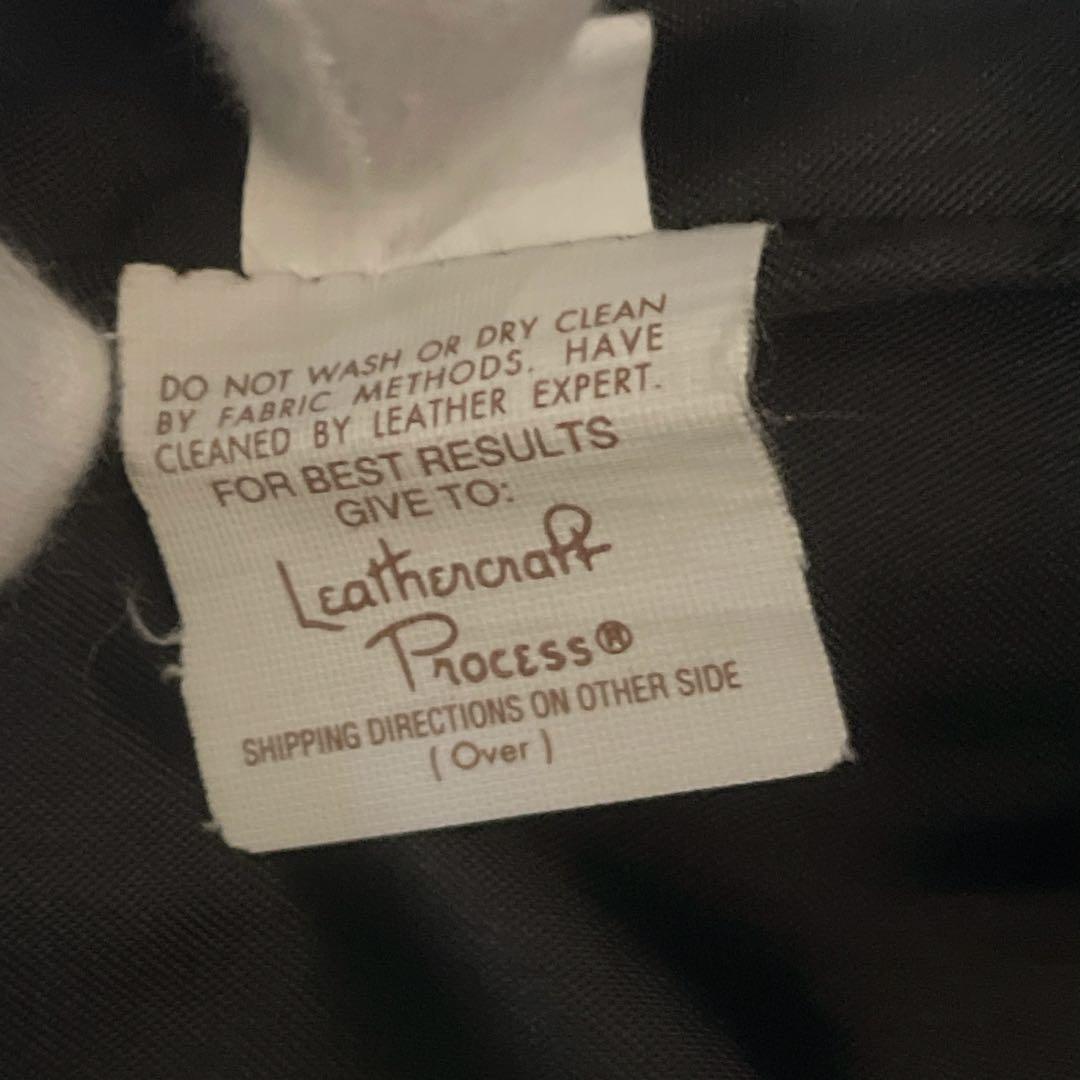 DO NOT WASH OR DRY CLEAN
BY FABRIC METHODS. HAVE
CLEANED BY LEATHER EXPERT.
FOR BEST RESULTS
GIVE TO:
Leathercraft
Process®
SHIPPING DIRECTIONS ON OTHER SIDE
(Over)